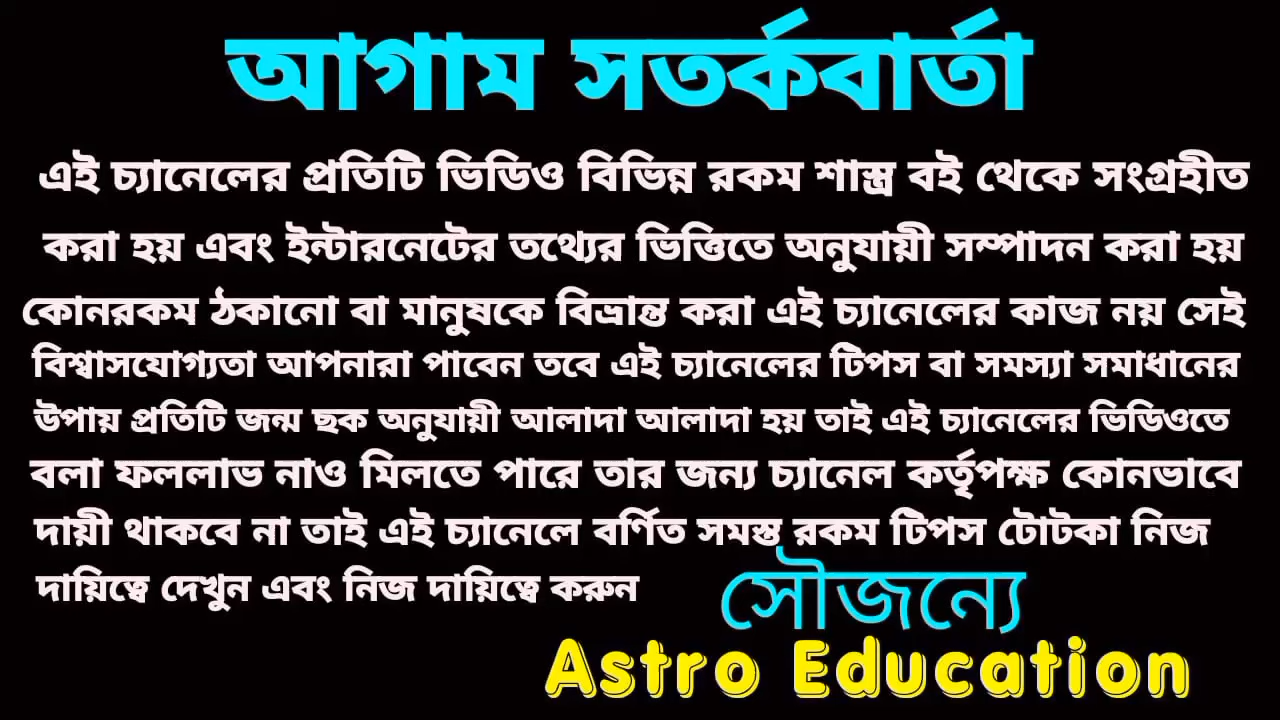 আগাম সতর্কবার্তা
এই চ্যানেলের প্রতিটি ভিডিও বিভিন্ন রকম শাস্ত্র বই থেকে সংগ্রহীত
করা হয় এবং ইন্টারনেটের তথ্যের ভিত্তিতে অনুযায়ী সম্পাদন করা হয়
কোনরকম ঠকানো বা মানুষকে বিভ্রান্ত করা এই চ্যানেলের কাজ নয় সেই
বিশ্বাসযোগ্যতা আপনারা পাবেন তবে এই চ্যানেলের টিপস বা সমস্যা সমাধানের
উপায় প্রতিটি জন্ম ছক অনুযায়ী আলাদা আলাদা হয় তাই এই চ্যানেলের ভিডিওতে
বলা ফললাভ নাও মিলতে পারে তার জন্য চ্যানেল কর্তৃপক্ষ কোনভাবে
দায়ী থাকবে না তাই এই চ্যানেলে বর্ণিত সমস্ত রকম টিপস টোটকা নিজ
দায়িত্বে দেখুন এবং নিজ দায়িত্বে করুন
সৌজন্যে
Astro Education